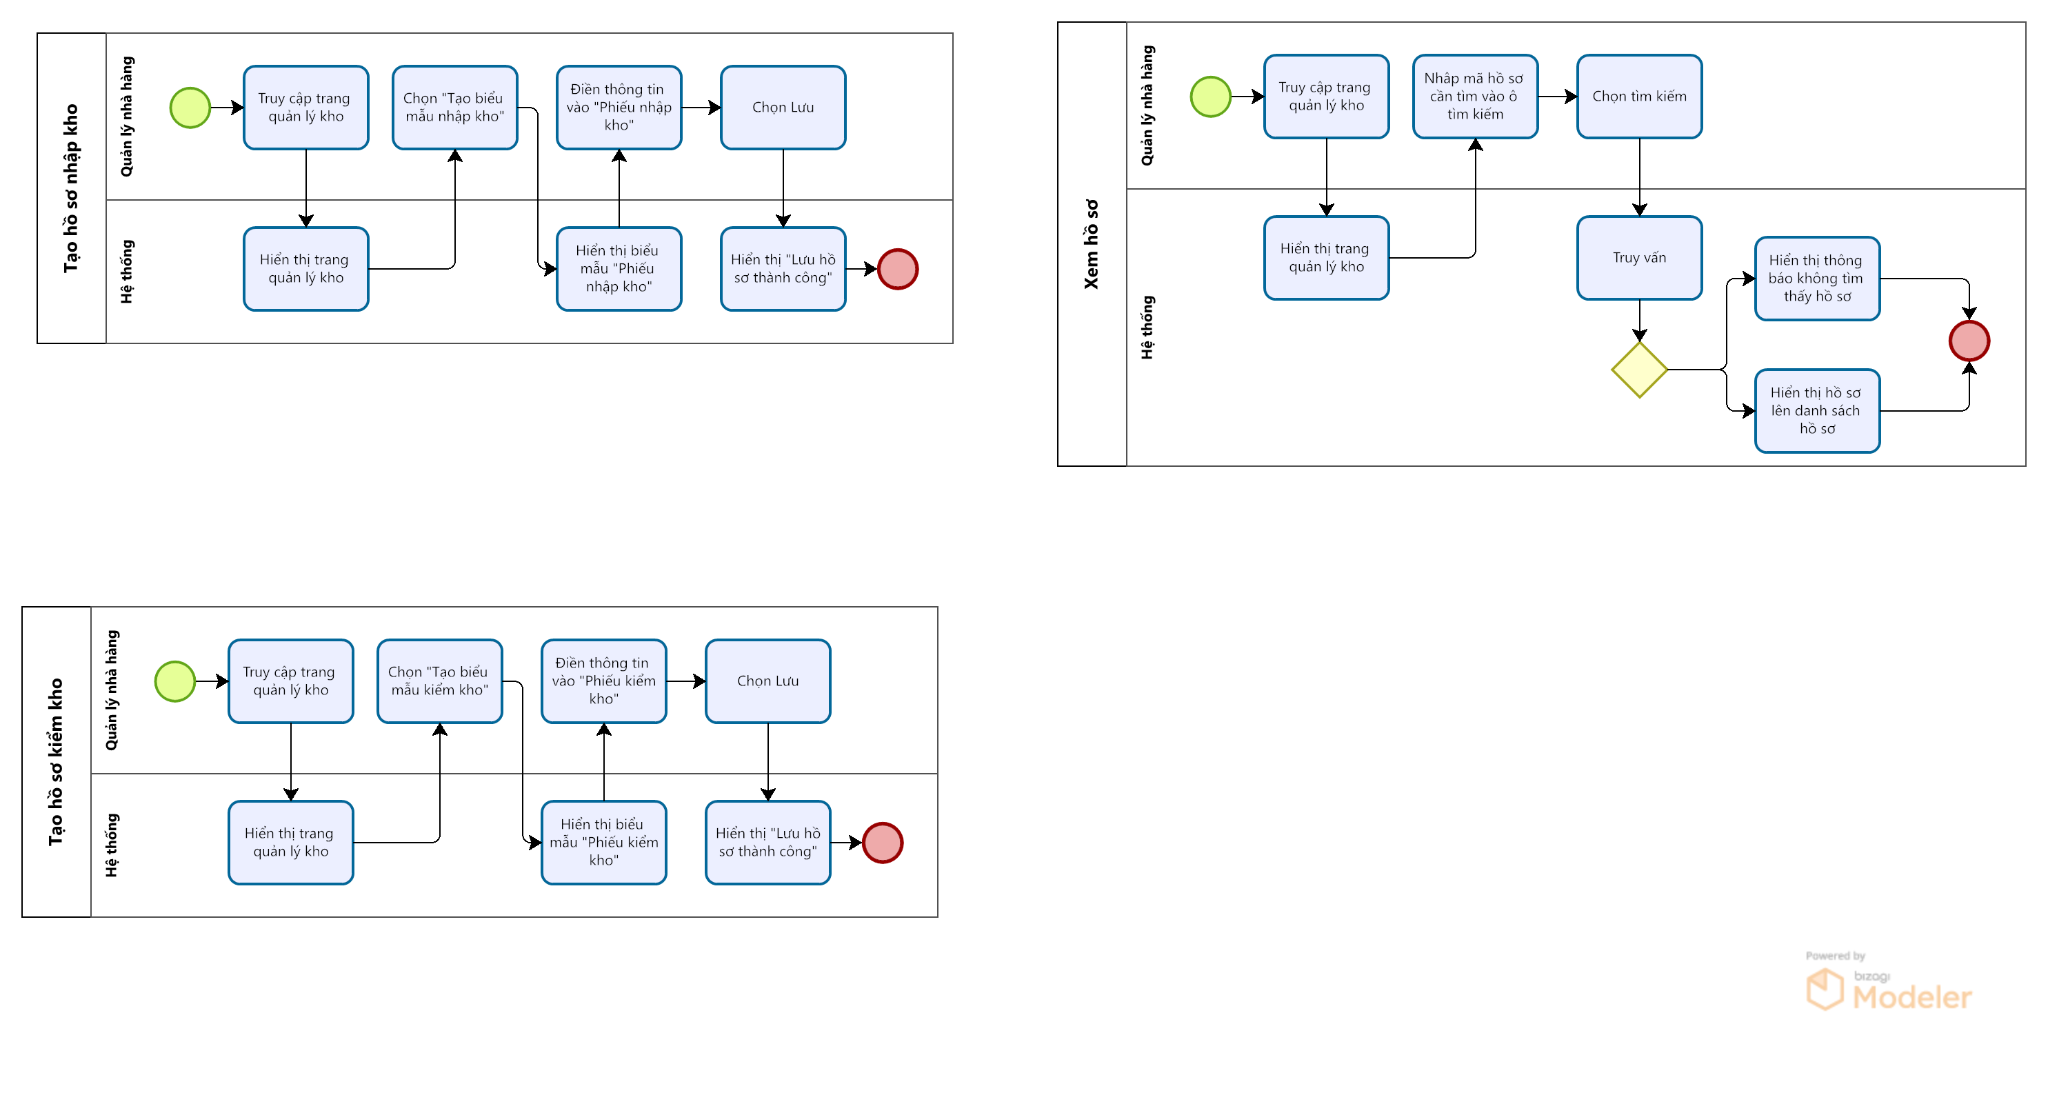 Tạo hồ sơ nhập kho
Quản lý nhà hàng
Truy cập trang
quản lý kho
Chọn "Tạo biểu
mẫu nhập kho"
Điền thông tin
vào "Phiếu nhập
kho"
Chọn Lưu
Hệ thống
Hiển thị trang
quản lý kho
Hiển thị biểu
mẫu "Phiếu
nhập kho"
Hiển thị "Lưu hồ
sơ thành công"
Xem hồ sơ
Quản lý nhà hàng
Truy cập trang
quản lý kho
Nhập mã hồ sơ
cần tìm vào ô
tìm kiếm
Chọn tìm kiếm
Hệ thống
Hiển thị trang
quản lý kho
Truy vấn
Hiển thị thông
báo không tìm
thấy hồ sơ
Hiển thị hồ sơ
lên danh sách
hồ sơ
Tạo hồ sơ kiểm kho
Quản lý nhà hàng
Truy cập trang
quản lý kho
Chọn "Tạo biểu
mẫu kiểm kho"
Điền thông tin
vào "Phiếu kiểm
kho"
Chọn Lưu
Hệ thống
Hiển thị trang
quản lý kho
Hiển thị biểu
mẫu "Phiếu kiểm
kho"
Hiển thị "Lưu hồ
sơ thành công"
Powered by
bizagi
Modeler